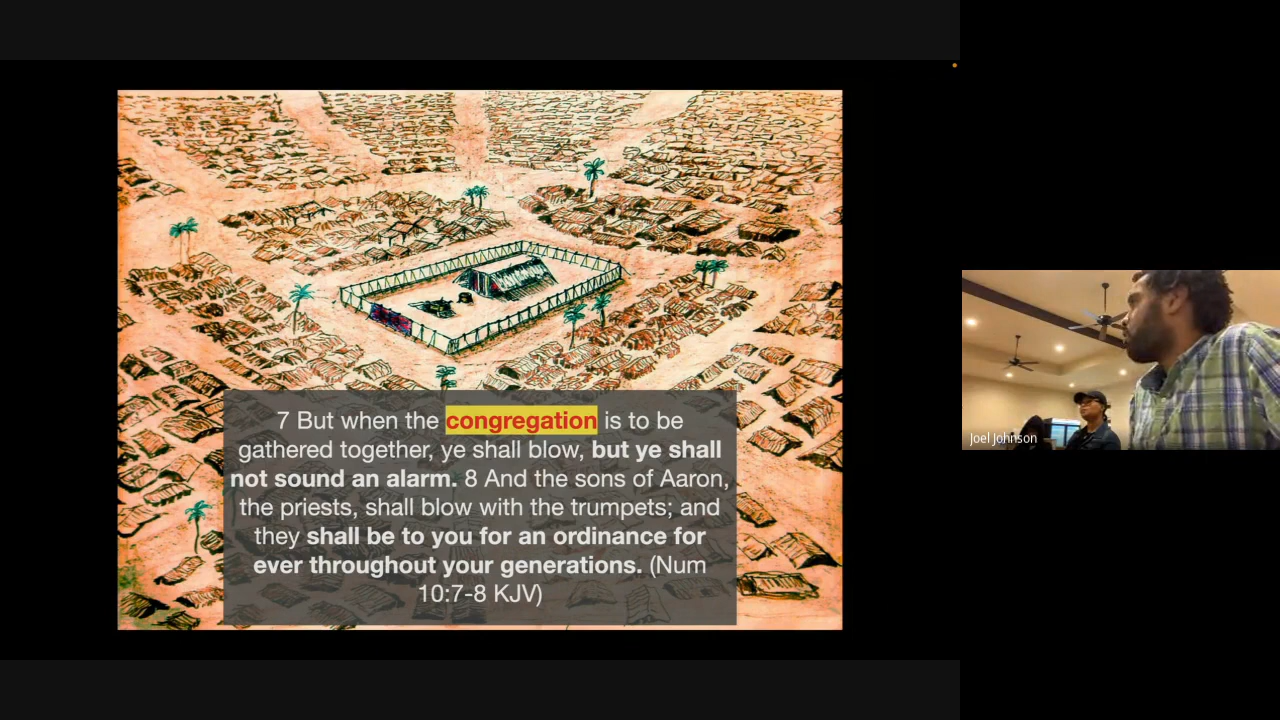 7 But when the congregation is to be
gathered together, ye shall blow, but ye shall
not sound an alarm. 8 And the sons of Aaron,
the priests, shall blow with the trumpets; and
they shall be to you for an ordinance for
ever throughout your generations. (Num
10:7-8 KJV)
Joel Johnson